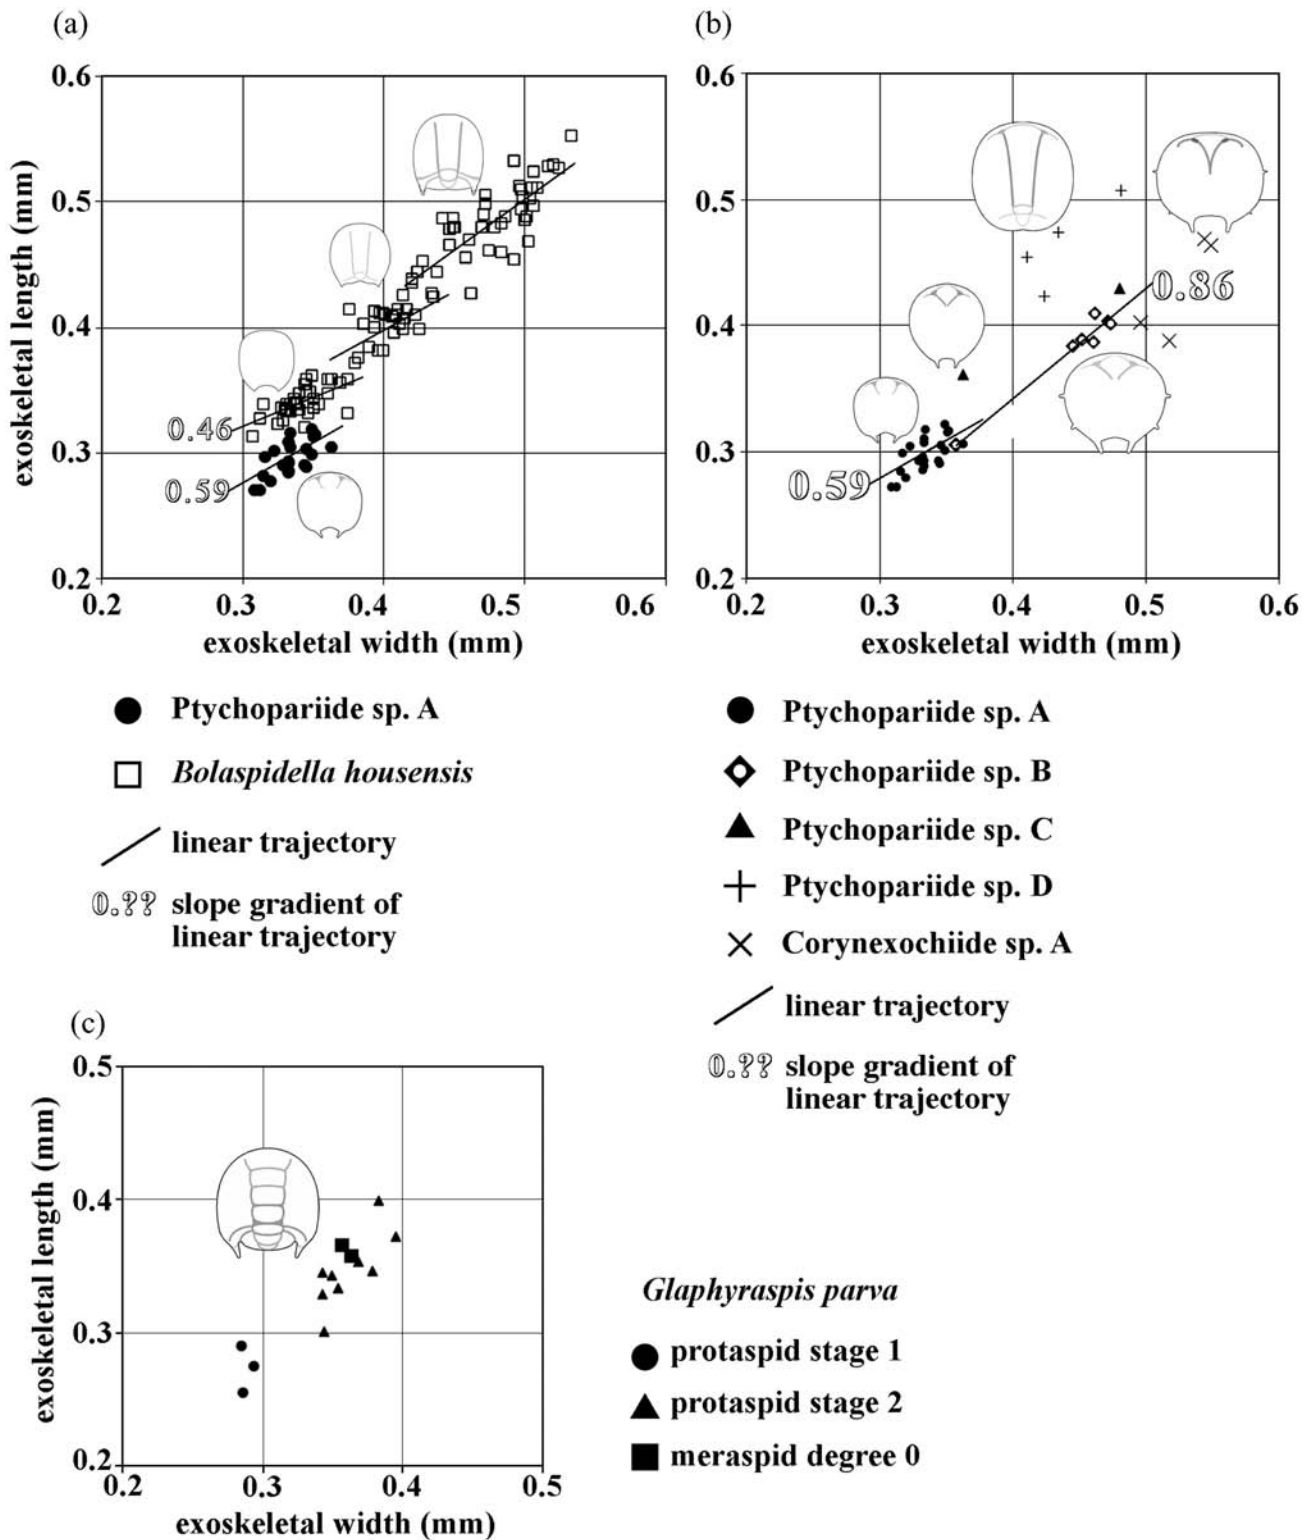 (a)
0.6
0.5
0.4
0.3
0.2
exoskeletal length (mm)
0.46
0.59
0.2 0.3 0.4 0.5 0.6
exoskeletal width (mm)
Ptychopariide sp. A
Bolaspidella housensis
linear trajectory
0.?? slope gradient of
linear trajectory
(b)
0.6
0.5
0.4
0.3
0.2
exoskeletal length (mm)
0.86
0.59
0.2 0.3 0.4 0.5 0.6
exoskeletal width (mm)
Ptychopariide sp. A
Ptychopariide sp. B
Ptychopariide sp. C
Ptychopariide sp. D
Corynexochiide sp. A
linear trajectory
0.?? slope gradient of
linear trajectory
(c)
0.5
0.4
0.3
0.2
exoskeletal length (mm)
0.2 0.3 0.4 0.5
exoskeletal width (mm)
Glaphyraspis parva
protaspid stage 1
protaspid stage 2
meraspid degree 0